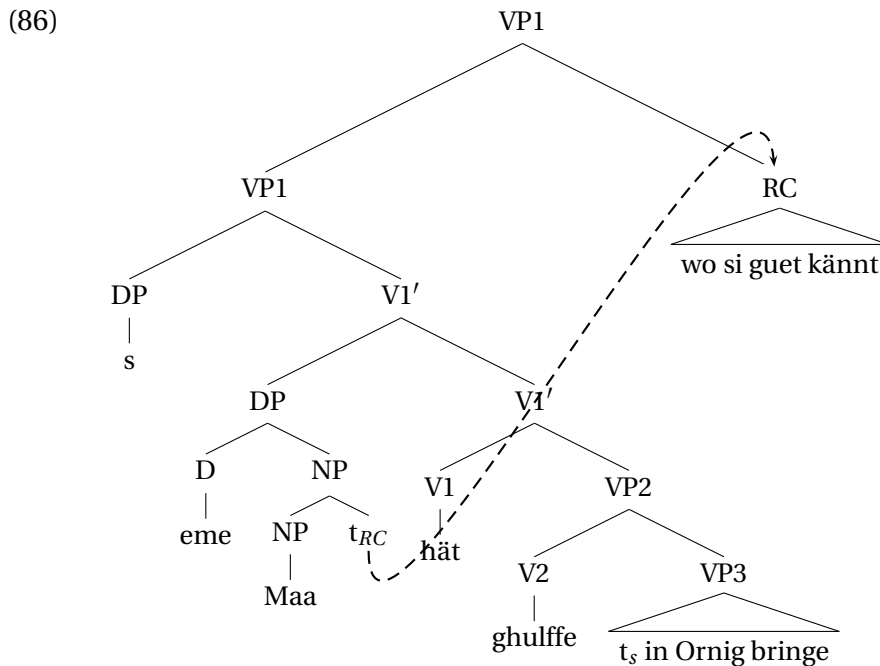 (86) VP1
VP1 RC
wo si guet kännt
DP V1′
s
DP V1′
D NP V1 VP2
eme NP t_RC hät V2 VP3
Maa ghulffe t_s in Ornig bringe